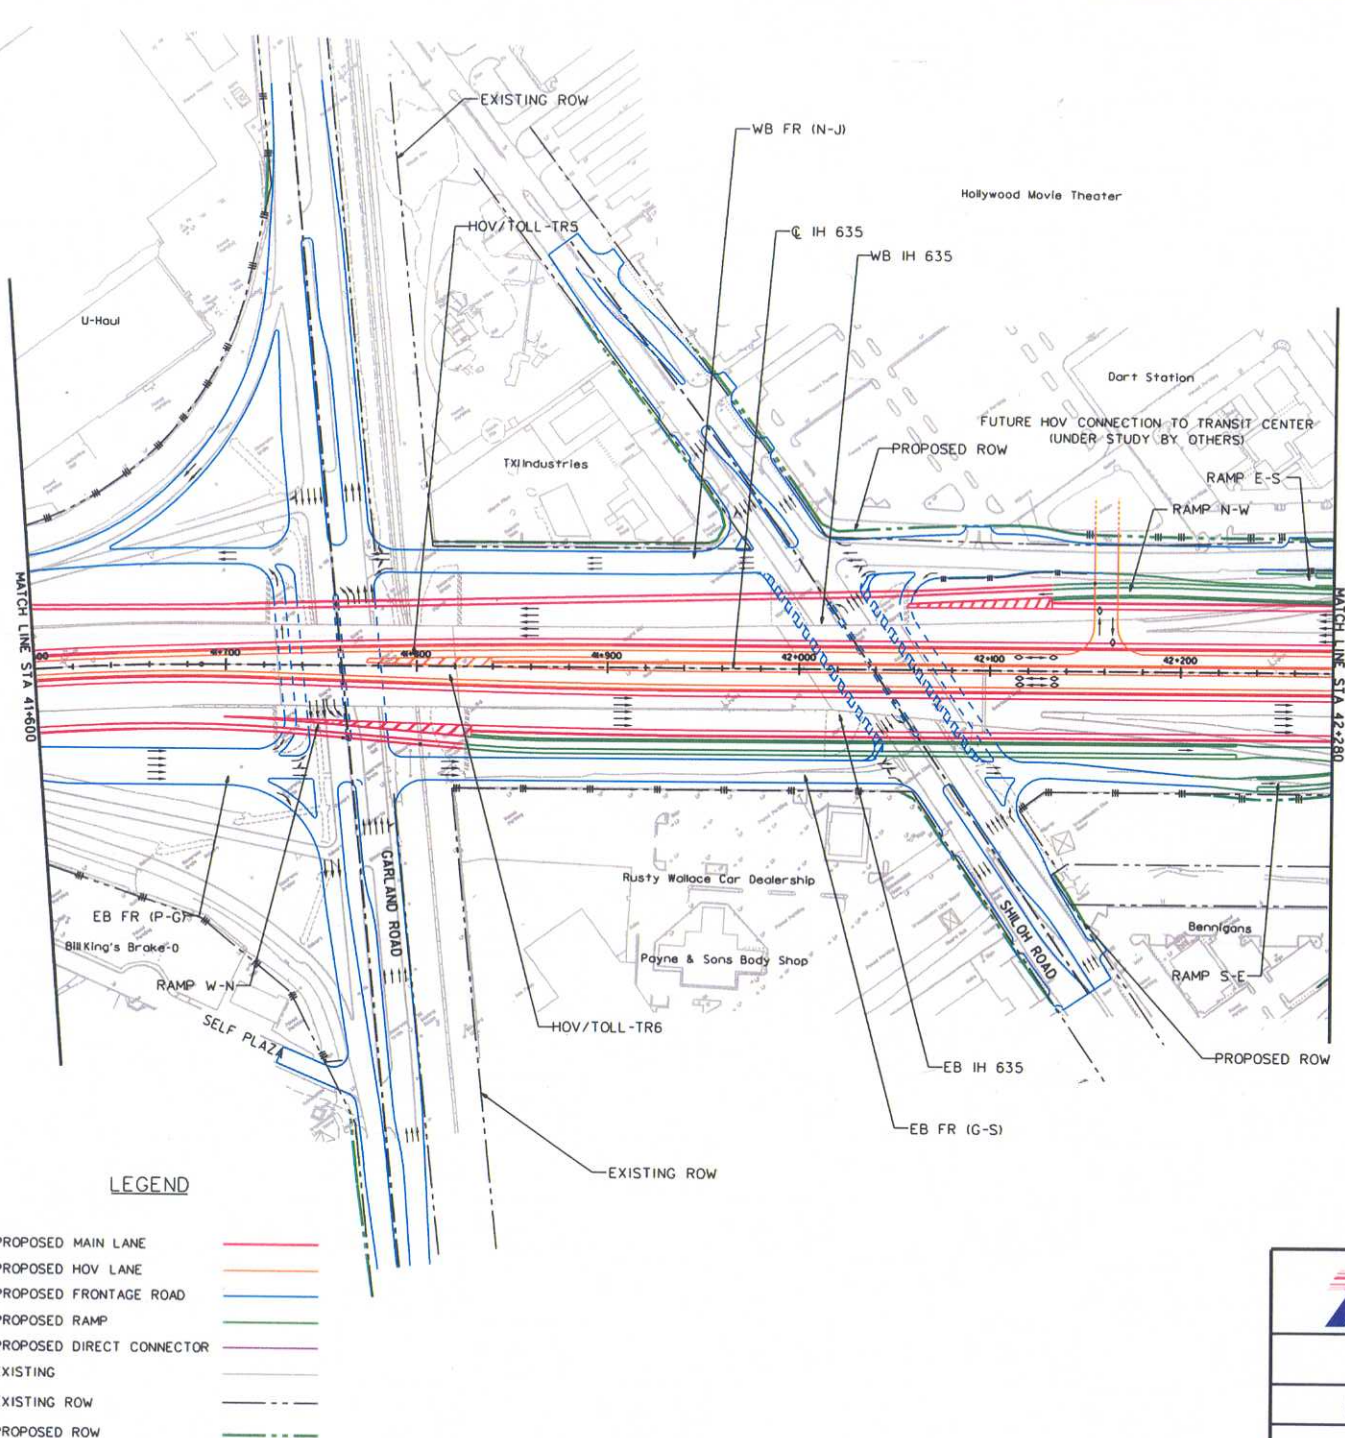 EXISTING ROW
WB FR (N-J)
Hollywood Movie Theater
HOV/TOLL-TR5
℄ IH 635
WB IH 635
U-Haul
Dart Station
FUTURE HOV CONNECTION TO TRANSIT CENTER
(UNDER STUDY BY OTHERS)
PROPOSED ROW
TXI Industries
RAMP E-S
RAMP N-W
MATCH LINE STA 41+600
MATCH LINE STA 42+280
00
41+700
41+800
41+900
42+000
42+100
42+200
GARLAND ROAD
Rusty Wallace Car Dealership
SHILOH ROAD
EB FR (P-G)
Bill King's Brake-O
Payne & Sons Body Shop
Bennigans
RAMP W-N
RAMP S-E
SELF PLAZA
HOV/TOLL-TR6
EB IH 635
PROPOSED ROW
EB FR (G-S)
EXISTING ROW
LEGEND
PROPOSED MAIN LANE
PROPOSED HOV LANE
PROPOSED FRONTAGE ROAD
PROPOSED RAMP
PROPOSED DIRECT CONNECTOR
EXISTING
EXISTING ROW
PROPOSED ROW